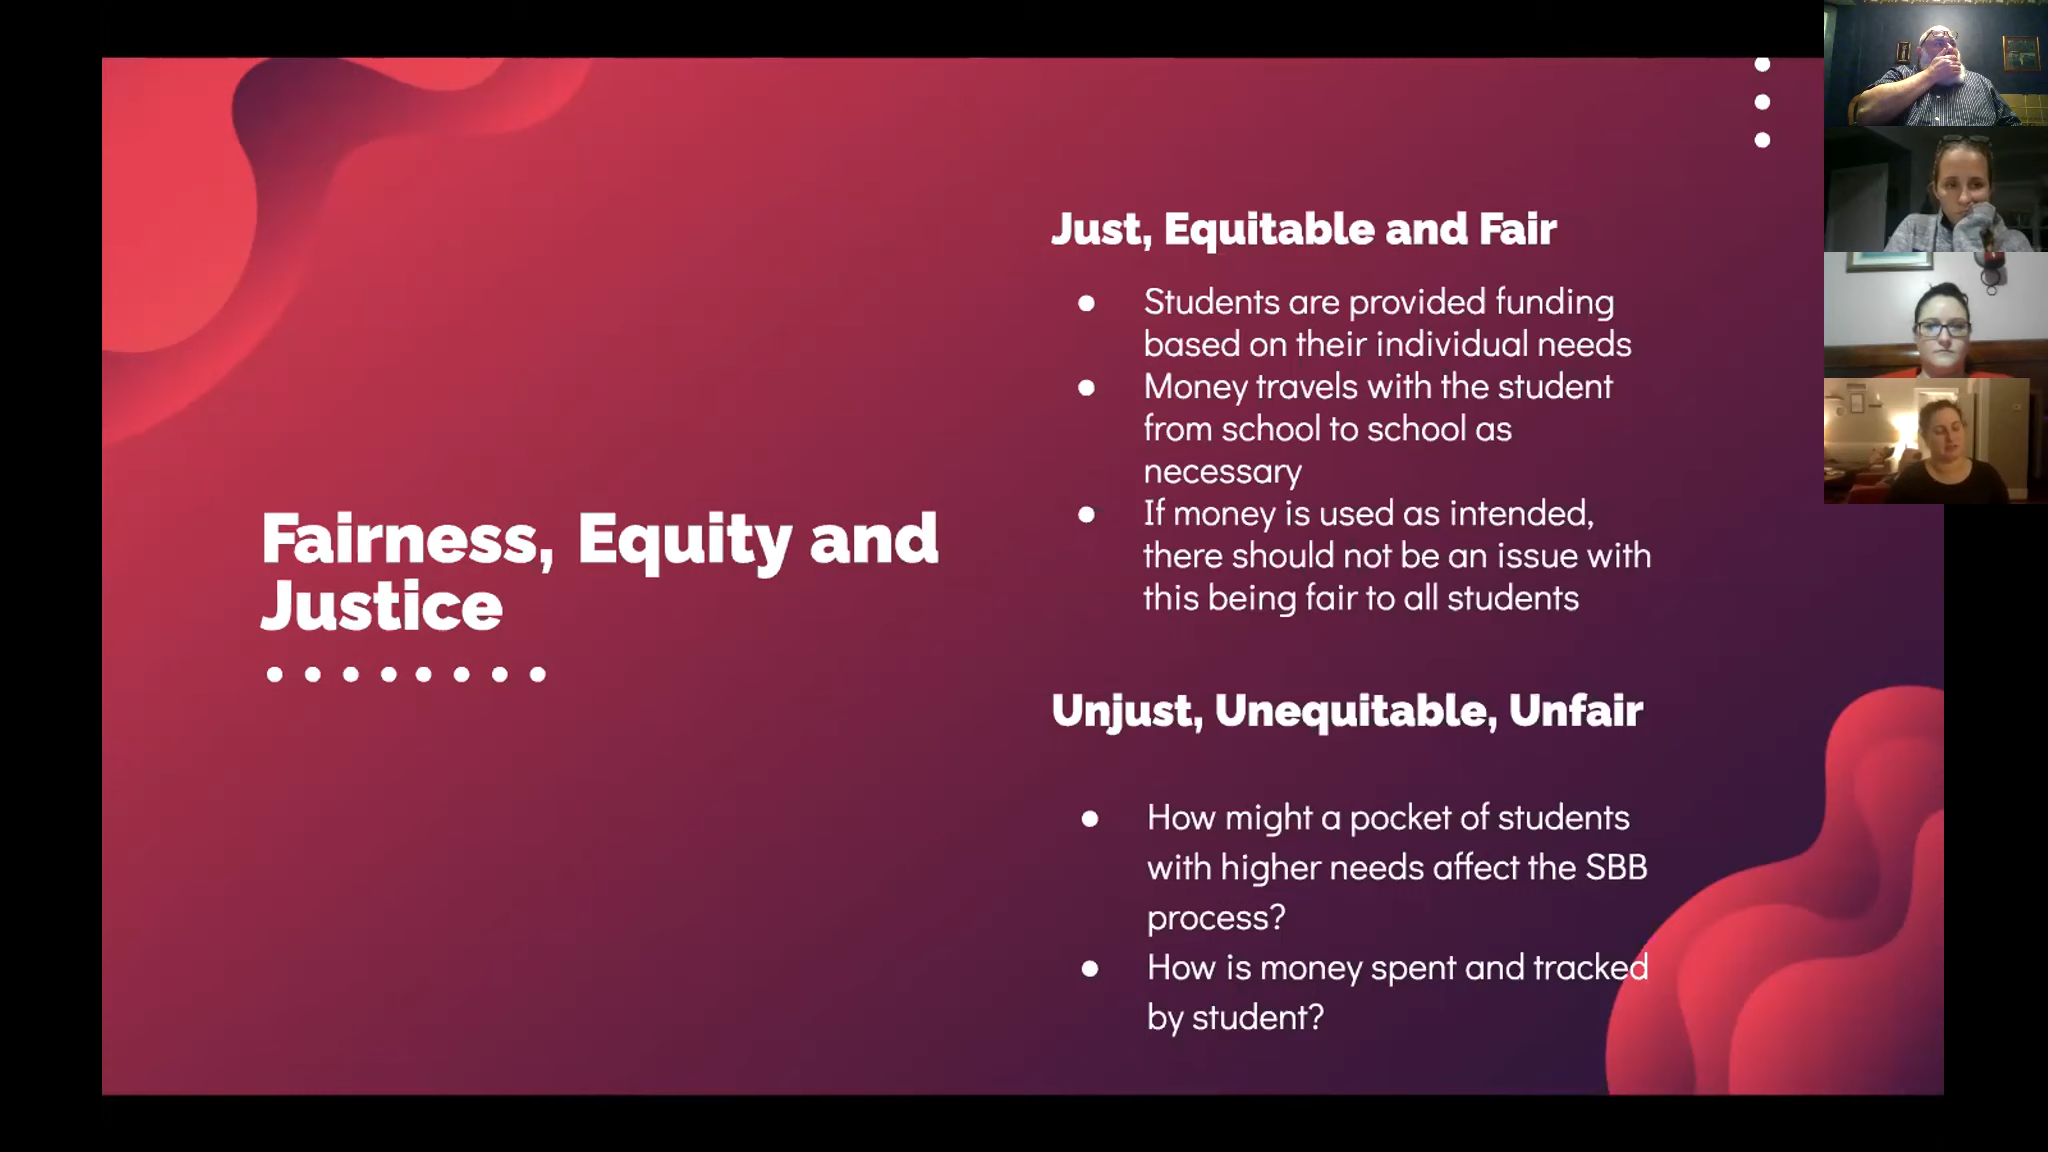 Fairness, Equity and
Justice
Just, Equitable and Fair
● Students are provided funding
based on their individual needs
● Money travels with the student
from school to school as
necessary
● If money is used as intended,
there should not be an issue with
this being fair to all students
Unjust, Unequitable, Unfair
● How might a pocket of students
with higher needs affect the SBB
process?
● How is money spent and tracked
by student?